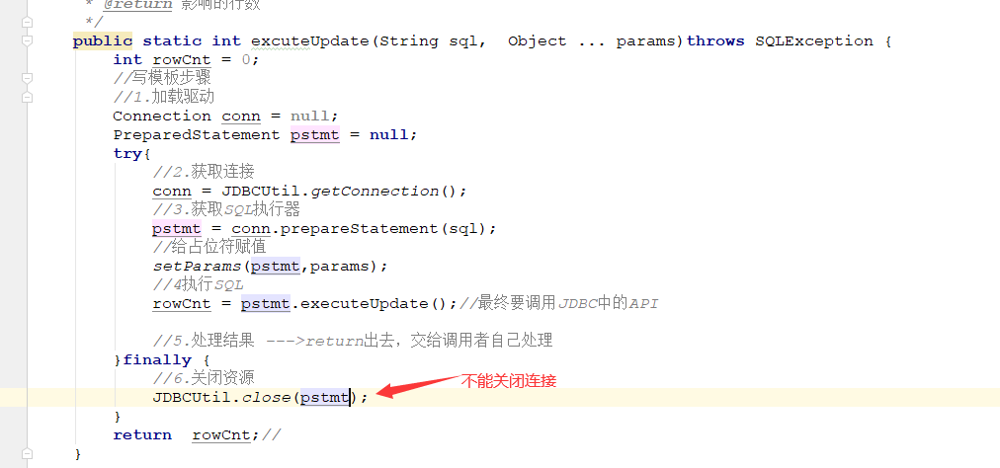 * @return 影响的行数
*/
public static int excuteUpdate(String sql, Object ... params)throws SQLException {
int rowCnt = 0;
//写模板步骤
//1.加载驱动
Connection conn = null;
PreparedStatement pstmt = null;
try{
//2.获取连接
conn = JDBCUtil.getConnection();
//3.获取SQL执行器
pstmt = conn.prepareStatement(sql);
//给占位符赋值
setParams(pstmt,params);
//4执行SQL
rowCnt = pstmt.executeUpdate();//最终要调用JDBC中的API
//5.处理结果 --->return出去，交给调用者自己处理
}finally {
//6.关闭资源
JDBCUtil.close(pstmt); 不能关闭连接
}
return rowCnt;//
}